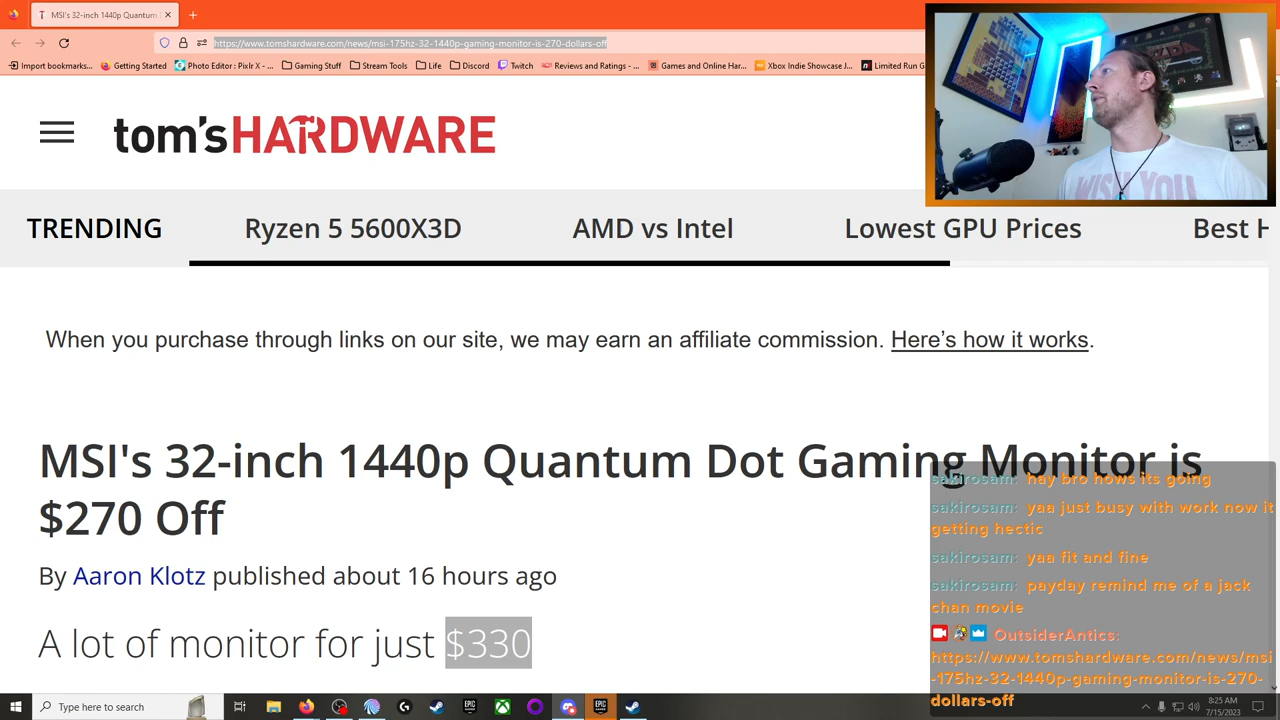 MSI's 32-inch 1440p Quantum
https://www.tomshardware.com/news/msi-175hz-32-1440p-gaming-monitor-is-270-dollars-off
Import bookmarks... Getting Started Photo Editor : Pixlr X - ... Gaming Stuff Stream Tools Life Discord Twitch Reviews and Ratings - ... Games and Online Har... Xbox Indie Showcase J... Limited Run G
tom'sHARDWARE
WISH YOU
TRENDING Ryzen 5 5600X3D AMD vs Intel Lowest GPU Prices Best H
When you purchase through links on our site, we may earn an affiliate commission. Here's how it works.
MSI's 32-inch 1440p Quantum Dot Gaming Monitor is
$270 Off
By Aaron Klotz published about 16 hours ago
A lot of monitor for just $330
sakirosam: hay bro hows its going
sakirosam: yaa just busy with work now it
getting hectic
sakirosam: yaa fit and fine
sakirosam: payday remind me of a jack
chan movie
OutsiderAntics:
https://www.tomshardware.com/news/msi
-175hz-32-1440p-gaming-monitor-is-270-
dollars-off
Type here to search
EPIC GAMES
8:25 AM
7/15/2023